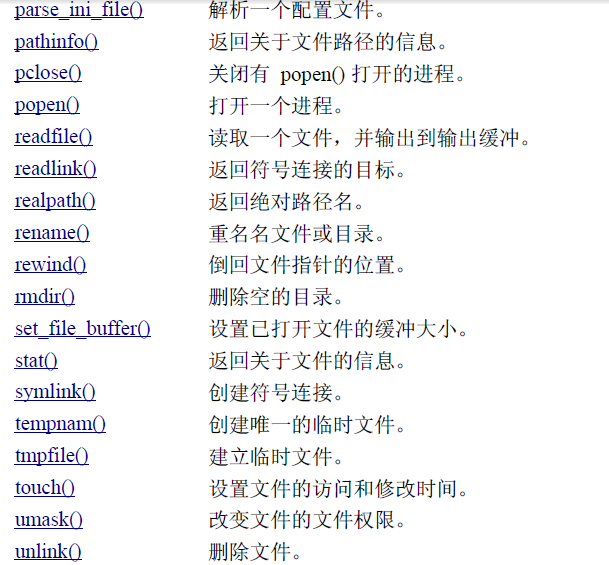 parse_ini_file() 解析一个配置文件。
pathinfo() 返回关于文件路径的信息。
pclose() 关闭有 popen() 打开的进程。
popen() 打开一个进程。
readfile() 读取一个文件，并输出到输出缓冲。
readlink() 返回符号连接的目标。
realpath() 返回绝对路径名。
rename() 重名名文件或目录。
rewind() 倒回文件指针的位置。
rmdir() 删除空的目录。
set_file_buffer() 设置已打开文件的缓冲大小。
stat() 返回关于文件的信息。
symlink() 创建符号连接。
tempnam() 创建唯一的临时文件。
tmpfile() 建立临时文件。
touch() 设置文件的访问和修改时间。
umask() 改变文件的文件权限。
unlink() 删除文件。